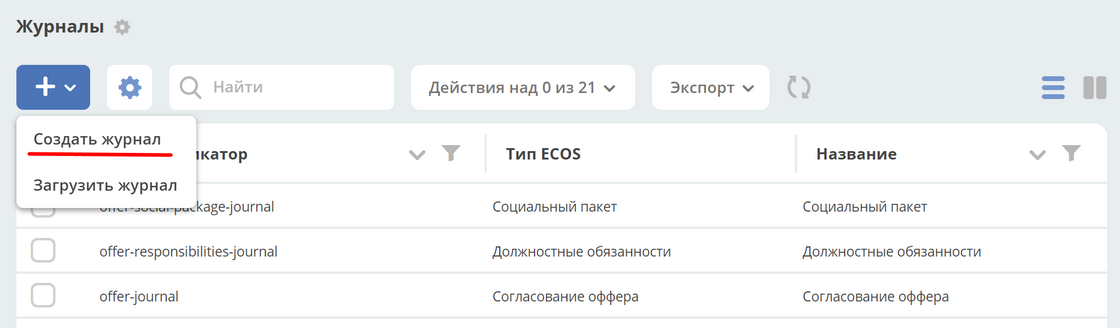 Журналы
Найти
Действия над 0 из 21
Экспорт
Создать журнал
Загрузить журнал
икатор
Тип ECOS
Название
offer-social-package-journal
Социальный пакет
Социальный пакет
offer-responsibilities-journal
Должностные обязанности
Должностные обязанности
offer-journal
Согласование оффера
Согласование оффера